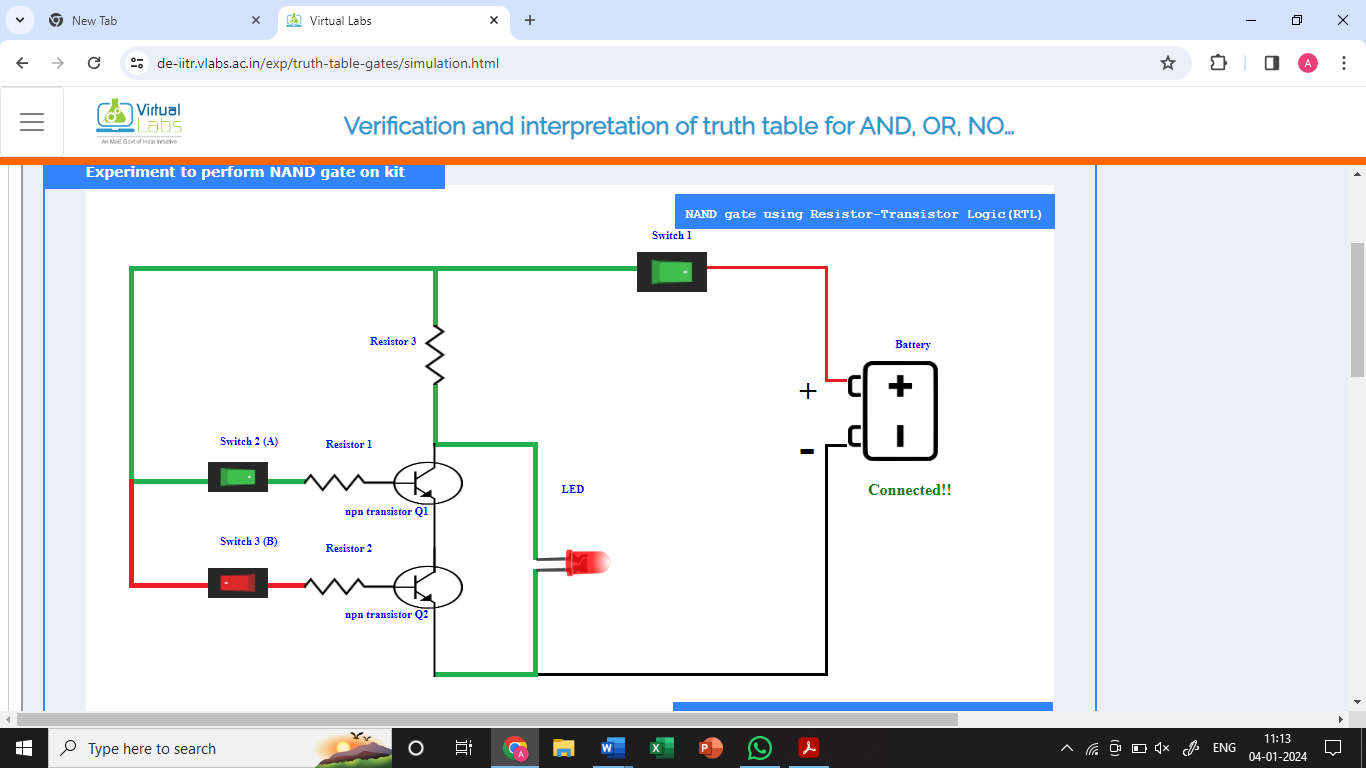 New Tab
Virtual Labs
de-iitr.vlabs.ac.in/exp/truth-table-gates/simulation.html
A
Virtual
Labs
An MoE Govt of India Initiative
Verification and interpretation of truth table for AND, OR, NO...
Experiment to perform NAND gate on kit
NAND gate using Resistor-Transistor Logic(RTL)
Switch 1
Resistor 3
Battery
+
+
-
Switch 2 (A)
Resistor 1
npn transistor Q1
LED
Connected!!
Switch 3 (B)
Resistor 2
npn transistor Q2
Type here to search
A
ENG
11:13
04-01-2024